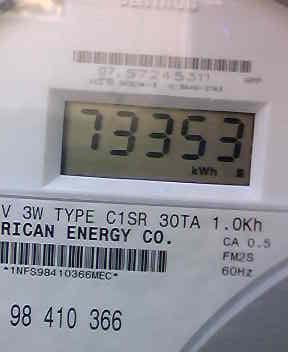 73353
kWh
V 3W TYPE C1SR 30TA 1.0Kh
RICAN ENERGY CO.
CA 0.5
FM2S
60Hz
*1NFS98410366MEC*
98 410 366